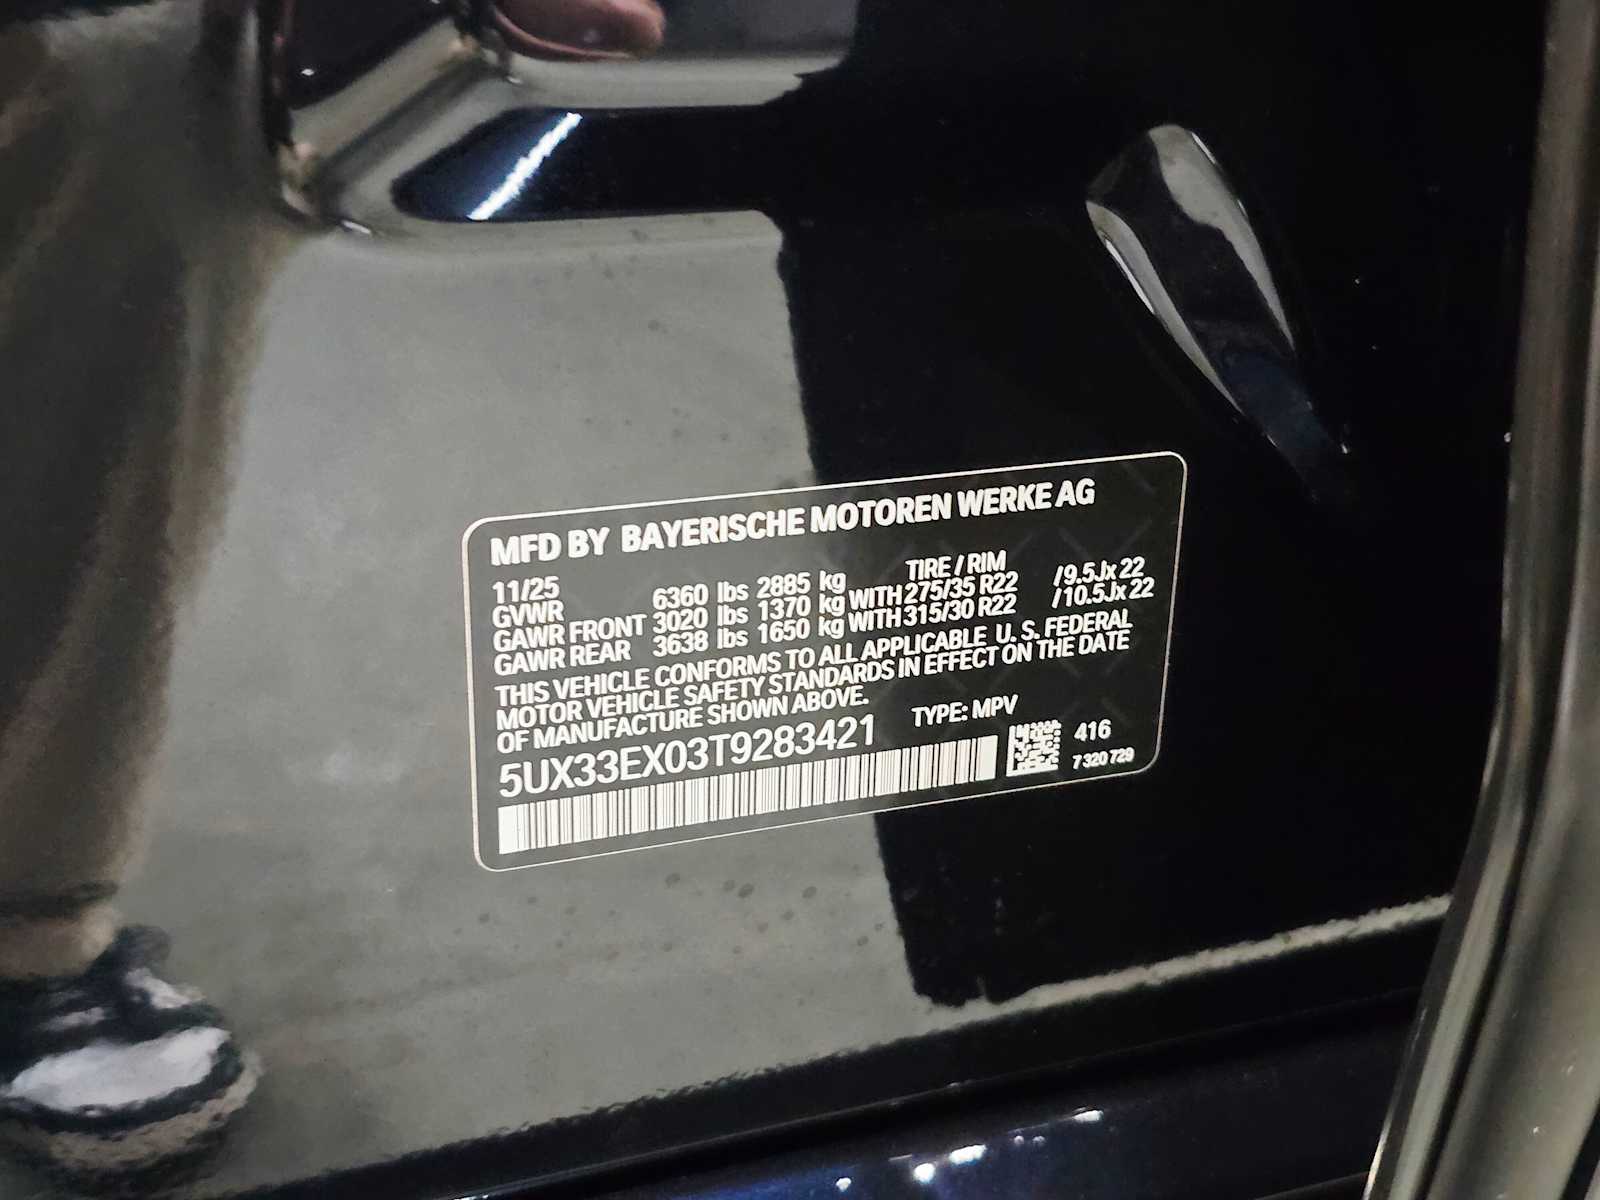 MFD BY BAYERISCHE MOTOREN WERKE AG
11/25 TIRE / RIM
GVWR 6360 lbs 2885 kg
GAWR FRONT 3020 lbs 1370 kg WITH 275/35 R22 /9.5Jx22
GAWR REAR 3638 lbs 1650 kg WITH 315/30 R22 /10.5Jx22
THIS VEHICLE CONFORMS TO ALL APPLICABLE U. S. FEDERAL
MOTOR VEHICLE SAFETY STANDARDS IN EFFECT ON THE DATE
OF MANUFACTURE SHOWN ABOVE.
5UX33EX03T9283421 TYPE: MPV
416
7 320 729